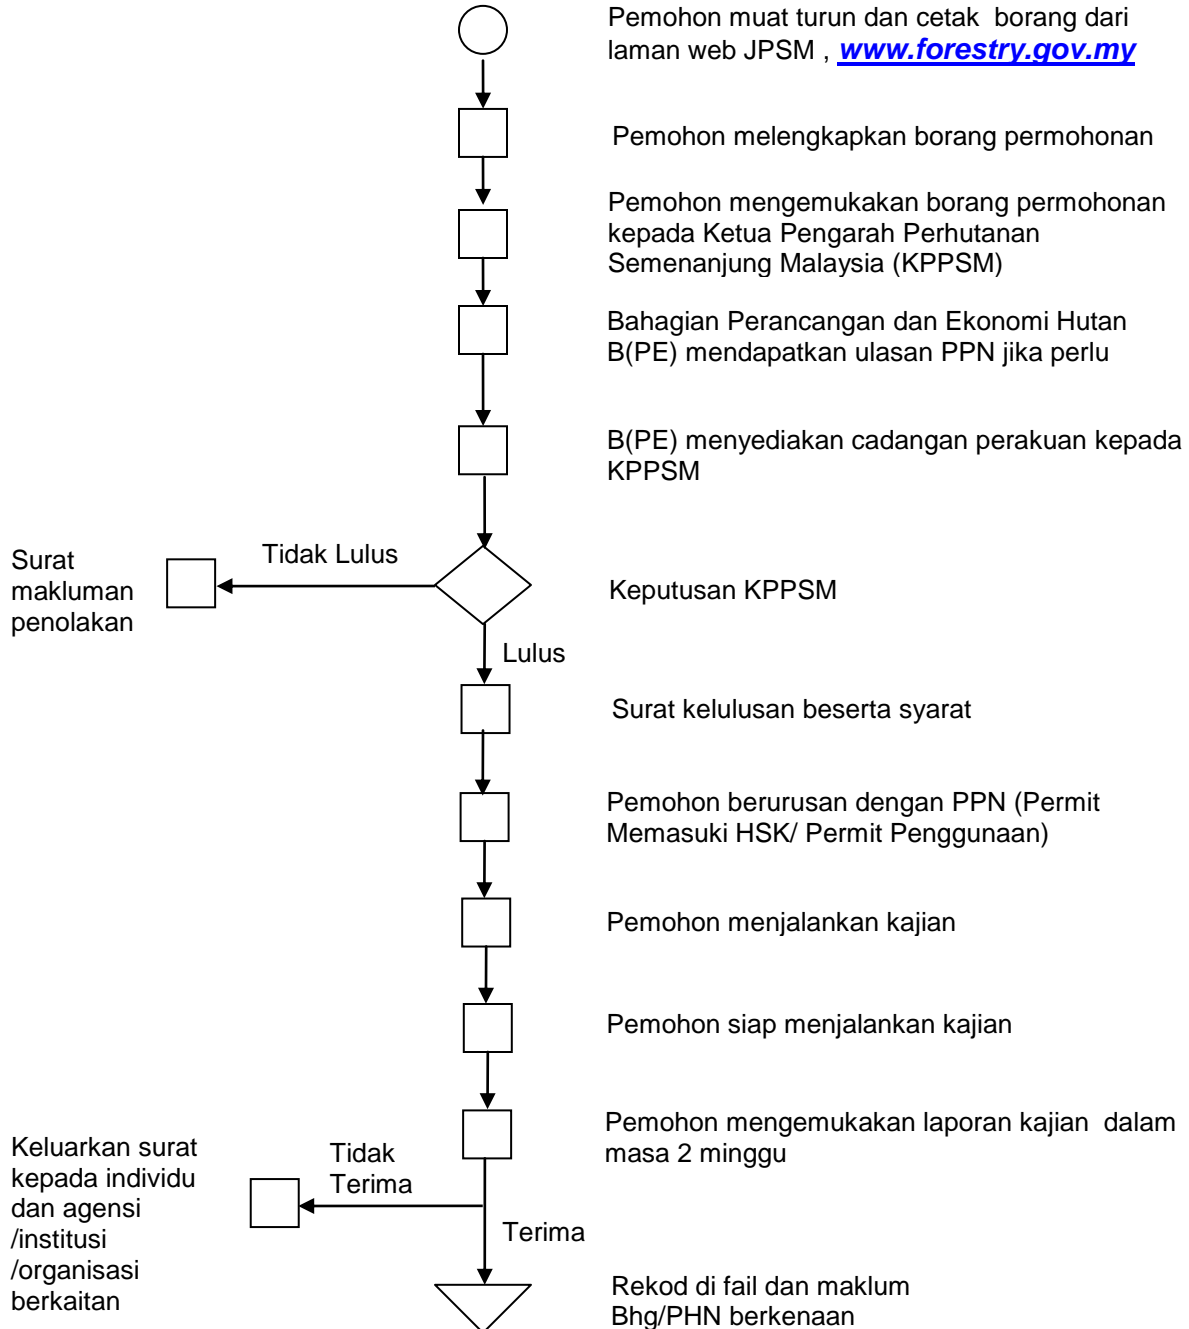 Pemohon muat turun dan cetak borang dari
laman web JPSM , www.forestry.gov.my
Pemohon melengkapkan borang permohonan
Pemohon mengemukakan borang permohonan
kepada Ketua Pengarah Perhutanan
Semenanjung Malaysia (KPPSM)
Bahagian Perancangan dan Ekonomi Hutan
B(PE) mendapatkan ulasan PPN jika perlu
B(PE) menyediakan cadangan perakuan kepada
KPPSM
Surat
makluman
penolakan
Tidak Lulus
Keputusan KPPSM
Lulus
Surat kelulusan beserta syarat
Pemohon berurusan dengan PPN (Permit
Memasuki HSK/ Permit Penggunaan)
Pemohon menjalankan kajian
Pemohon siap menjalankan kajian
Pemohon mengemukakan laporan kajian dalam
masa 2 minggu
Keluarkan surat
kepada individu
dan agensi
/institusi
/organisasi
berkaitan
Tidak
Terima
Terima
Rekod di fail dan maklum
Bhg/PHN berkenaan